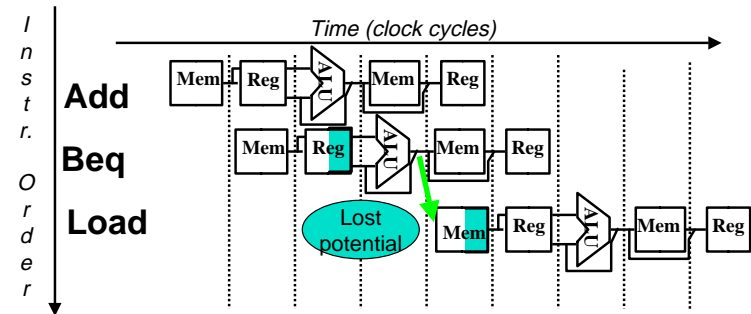 Time (clock cycles)
Instr. Order
Add
Mem Reg ALU Mem Reg
Beq
Mem Reg ALU Mem Reg
Load
Lost
potential
Mem Reg ALU Mem Reg